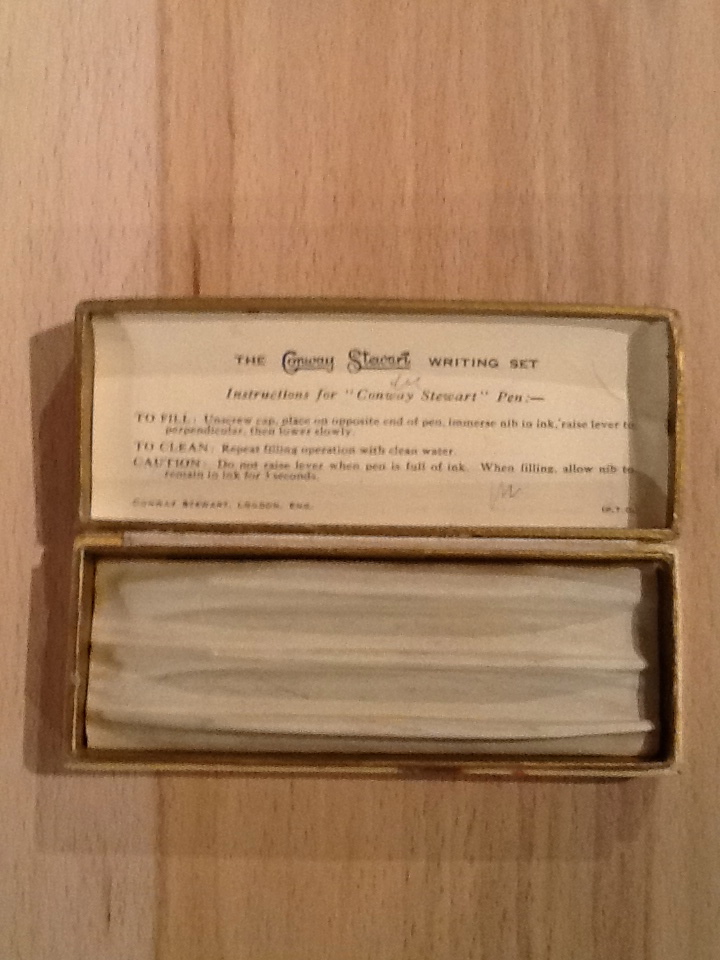 THE Conway Stewart WRITING SET
Instructions for "Conway Stewart" Pen:—
TO FILL: Unscrew cap, place on opposite end of pen, immerse nib in ink, raise lever to
perpendicular, then lower slowly.
TO CLEAN: Repeat filling operation with clean water.
CAUTION: Do not raise lever when pen is full of ink. When filling, allow nib to
remain in ink for 5 seconds.
CONWAY STEWART, LONDON, ENG. (P.T.O.